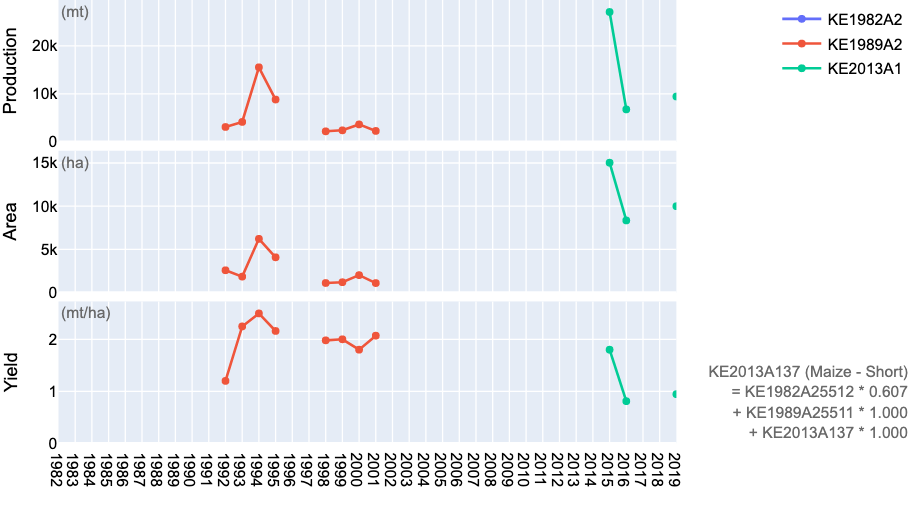 (mt)
Production
20k
10k
0
(ha)
Area
15k
10k
5k
0
(mt/ha)
Yield
2
1
0
1982
1983
1984
1985
1986
1987
1988
1989
1990
1991
1992
1993
1994
1995
1996
1997
1998
1999
2000
2001
2002
2003
2004
2005
2006
2007
2008
2009
2010
2011
2012
2013
2014
2015
2016
2017
2018
2019
KE1982A2
KE1989A2
KE2013A1
KE2013A137 (Maize - Short)
= KE1982A25512 * 0.607
+ KE1989A25511 * 1.000
+ KE2013A137 * 1.000